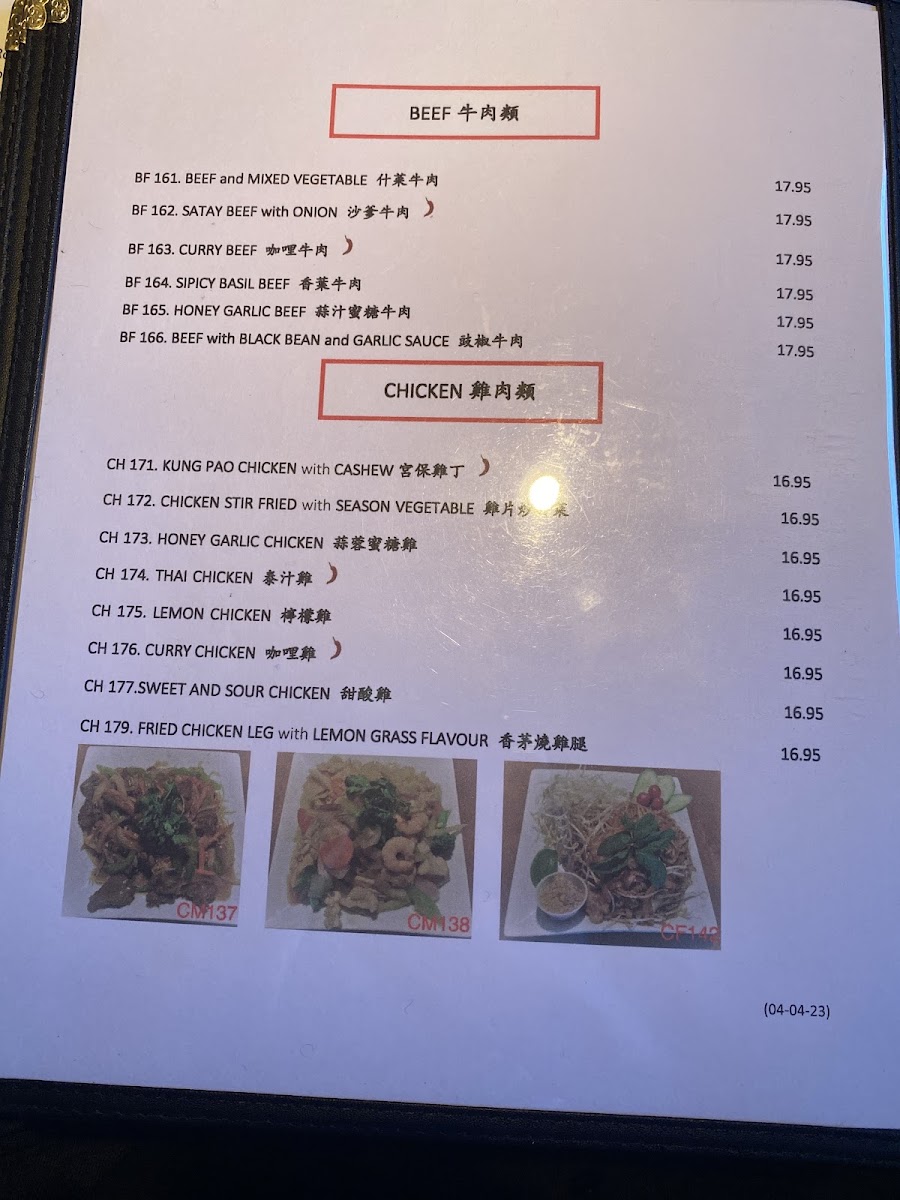 BEEF 牛肉類
BF 161. BEEF and MIXED VEGETABLE 什菜牛肉 17.95
BF 162. SATAY BEEF with ONION 沙爹牛肉 17.95
BF 163. CURRY BEEF 咖哩牛肉 17.95
BF 164. SIPICY BASIL BEEF 香葉牛肉 17.95
BF 165. HONEY GARLIC BEEF 蒜汁蜜糖牛肉 17.95
BF 166. BEEF with BLACK BEAN and GARLIC SAUCE 豉椒牛肉 17.95
CHICKEN 雞肉類
CH 171. KUNG PAO CHICKEN with CASHEW 宮保雞丁 16.95
CH 172. CHICKEN STIR FRIED with SEASON VEGETABLE 雞片炒 菜 16.95
CH 173. HONEY GARLIC CHICKEN 蒜蓉蜜糖雞 16.95
CH 174. THAI CHICKEN 泰汁雞 16.95
CH 175. LEMON CHICKEN 檸檬雞 16.95
CH 176. CURRY CHICKEN 咖哩雞 16.95
CH 177.SWEET AND SOUR CHICKEN 甜酸雞 16.95
CH 179. FRIED CHICKEN LEG with LEMON GRASS FLAVOUR 香茅燒雞腿 16.95
CM137 CM138 CF142
(04-04-23)